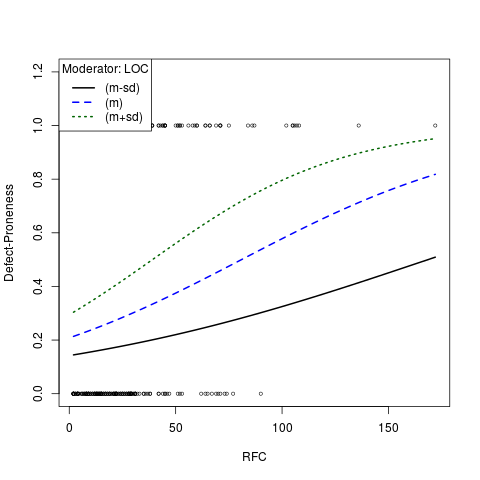 Moderator: LOC
(m-sd)
(m)
(m+sd)
Defect-Proneness
1.2
1.0
0.8
0.6
0.4
0.2
0.0
0 50 100 150
RFC